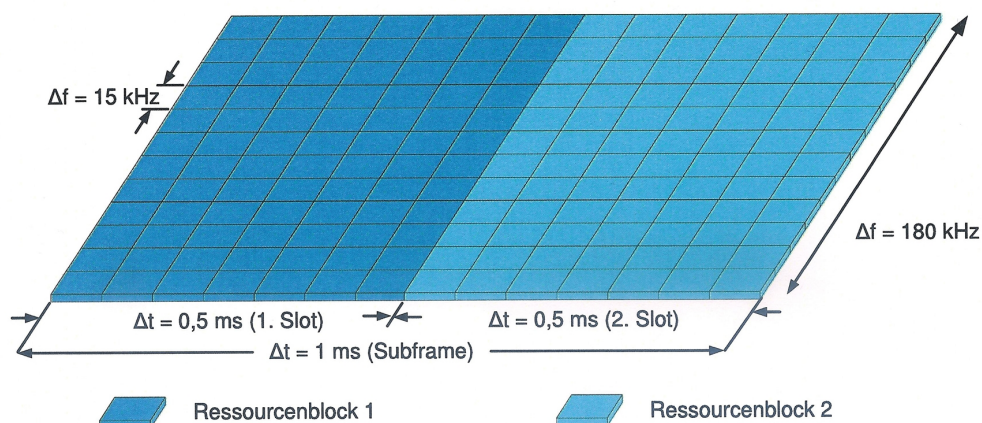 Δf = 15 kHz
Δf = 180 kHz
Δt = 0,5 ms (1. Slot)
Δt = 0,5 ms (2. Slot)
Δt = 1 ms (Subframe)
Ressourcenblock 1
Ressourcenblock 2